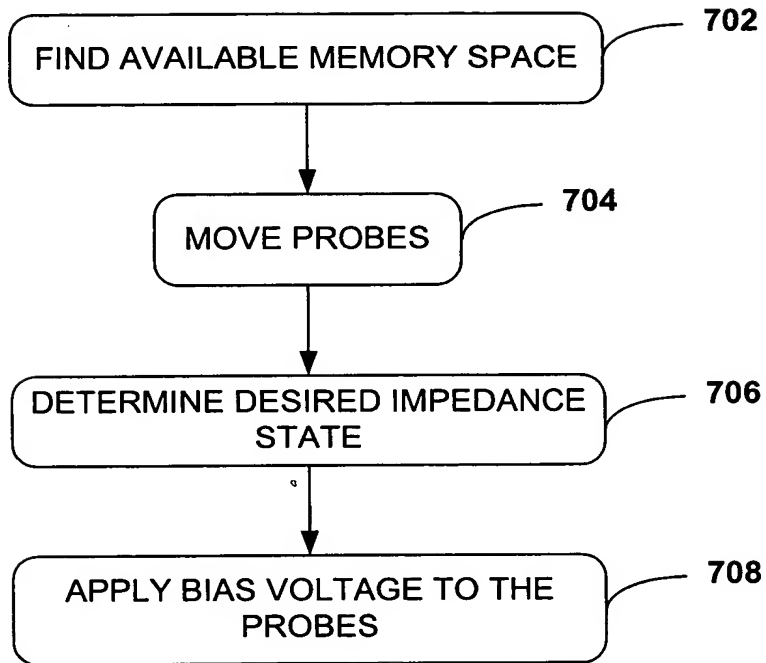 702
FIND AVAILABLE MEMORY SPACE
704
MOVE PROBES
706
DETERMINE DESIRED IMPEDANCE
STATE
708
APPLY BIAS VOLTAGE TO THE
PROBES